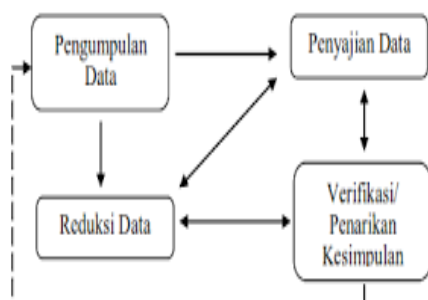 Pengumpulan
Data
Penyajian Data
Reduksi Data
Verifikasi/
Penarikan
Kesimpulan